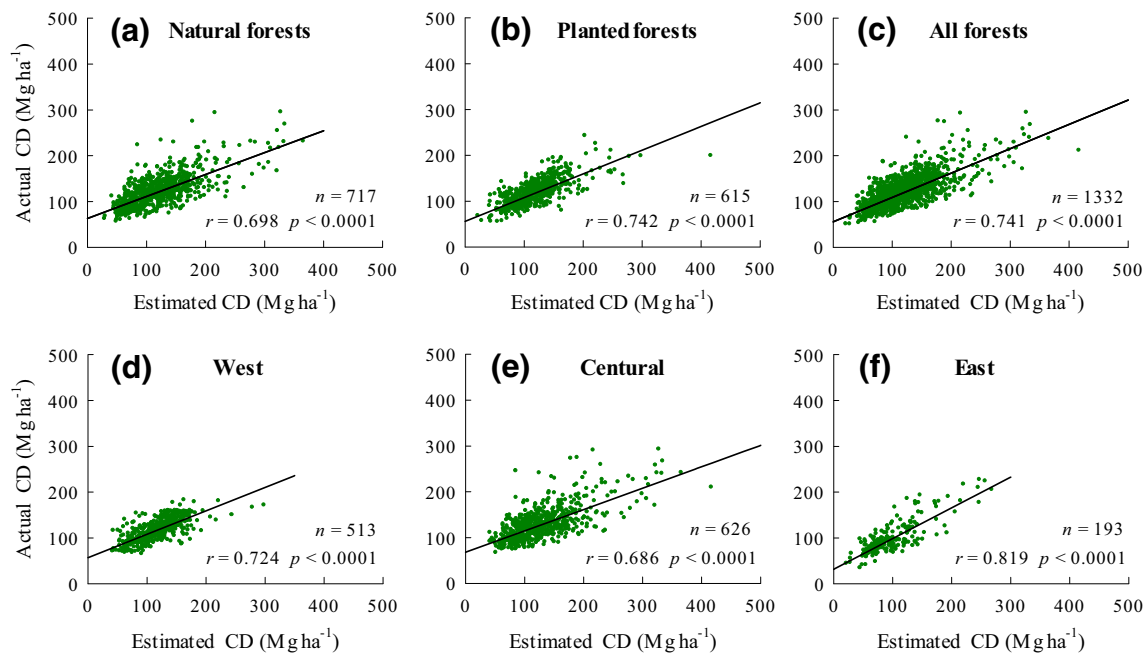 (a) Natural forests
500
400
300
200
100
0
Actual CD (Mg ha-1)
n = 717
r = 0.698 p < 0.0001
0 100 200 300 400 500
Estimated CD (Mg ha-1)
(b) Planted forests
500
400
300
200
100
0
n = 615
r = 0.742 p < 0.0001
0 100 200 300 400 500
Estimated CD (Mg ha-1)
(c) All forests
500
400
300
200
100
0
n = 1332
r = 0.741 p < 0.0001
0 100 200 300 400 500
Estimated CD (Mg ha-1)
(d) West
500
400
300
200
100
0
Actual CD (Mg ha-1)
n = 513
r = 0.724 p < 0.0001
0 100 200 300 400 500
Estimated CD (Mg ha-1)
(e) Centural
500
400
300
200
100
0
n = 626
r = 0.686 p < 0.0001
0 100 200 300 400 500
Estimated CD (Mg ha-1)
(f) East
500
400
300
200
100
0
n = 193
r = 0.819 p < 0.0001
0 100 200 300 400 500
Estimated CD (Mg ha-1)